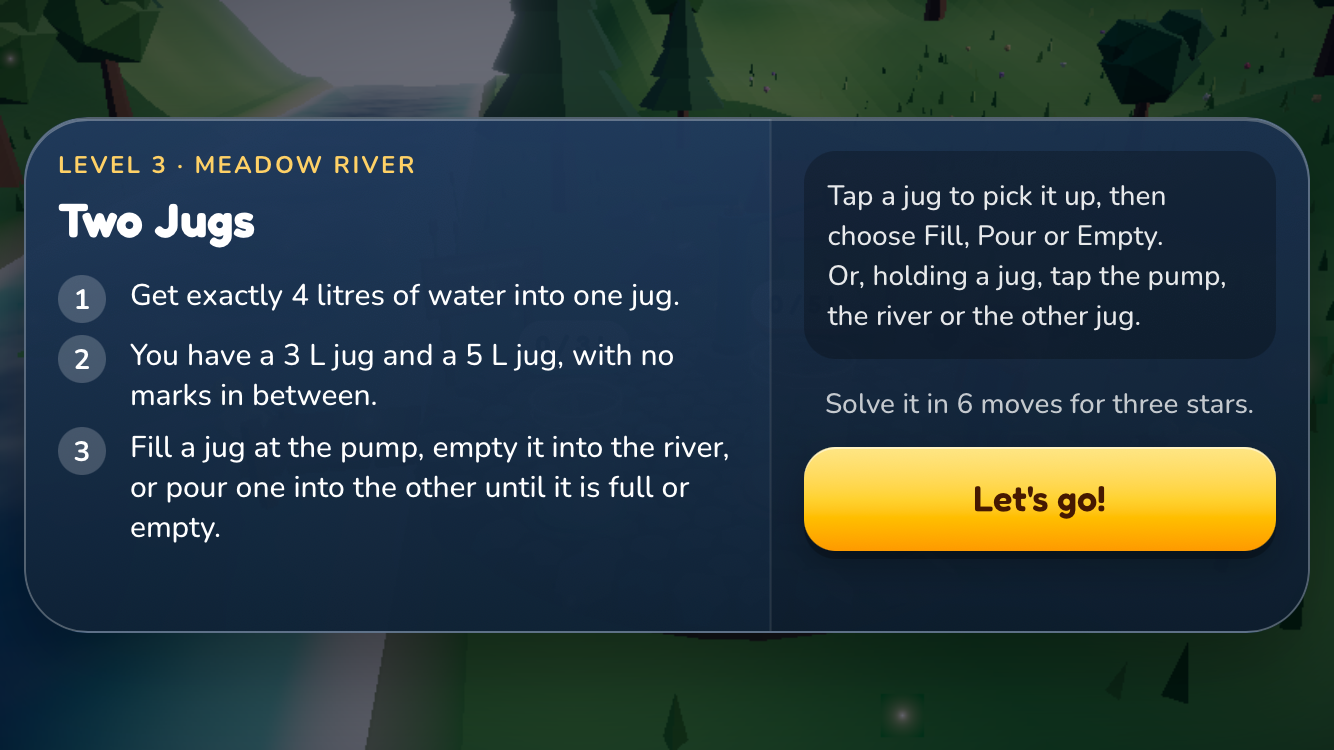 LEVEL 3 · MEADOW RIVER
Two Jugs
1 Get exactly 4 litres of water into one jug.
2 You have a 3 L jug and a 5 L jug, with no
marks in between.
3 Fill a jug at the pump, empty it into the river,
or pour one into the other until it is full or
empty.
Tap a jug to pick it up, then
choose Fill, Pour or Empty.
Or, holding a jug, tap the pump,
the river or the other jug.
Solve it in 6 moves for three stars.
Let's go!